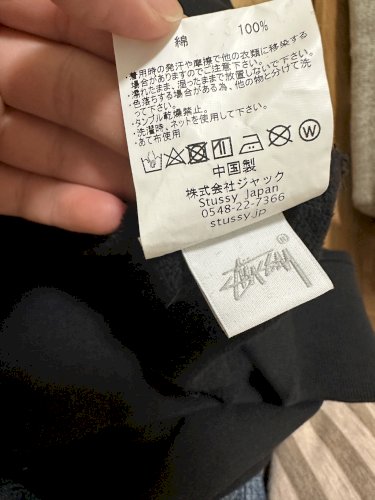 綿 100%
・着用時の発汗や摩擦で他の衣類に移染する
場合がありますのでご注意下さい。
・濡れたまま、湿ったままで放置しないで下さい。
・色落ちする場合がある為、他の物と分けて洗
って下さい。
・タンブル乾燥禁止。
・洗濯時、ネットを使用して下さい。
・あて布使用
W
中国製
株式会社ジャック
Stussy Japan
0548-22-7366
stussy.jp
STÜSSY ®